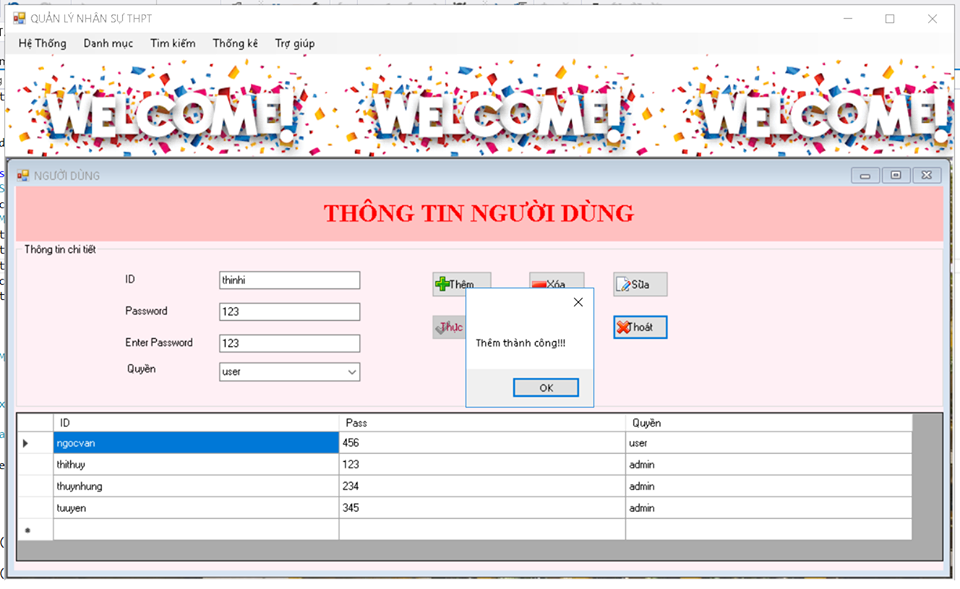 QUẢN LÝ NHÂN SỰ THPT
Hệ Thống Danh mục Tìm kiếm Thống kê Trợ giúp
WELCOME! WELCOME! WELCOME!
NGƯỜI DÙNG
THÔNG TIN NGƯỜI DÙNG
Thông tin chi tiết
ID thinhi Thêm Xóa Sửa
Password 123 Thực Thoát
Enter Password 123
Quyền user
Thêm thành công!!!
OK
ID Pass Quyền
ngocvan 456 user
thithuy 123 admin
thuynhung 234 admin
tuuyen 345 admin